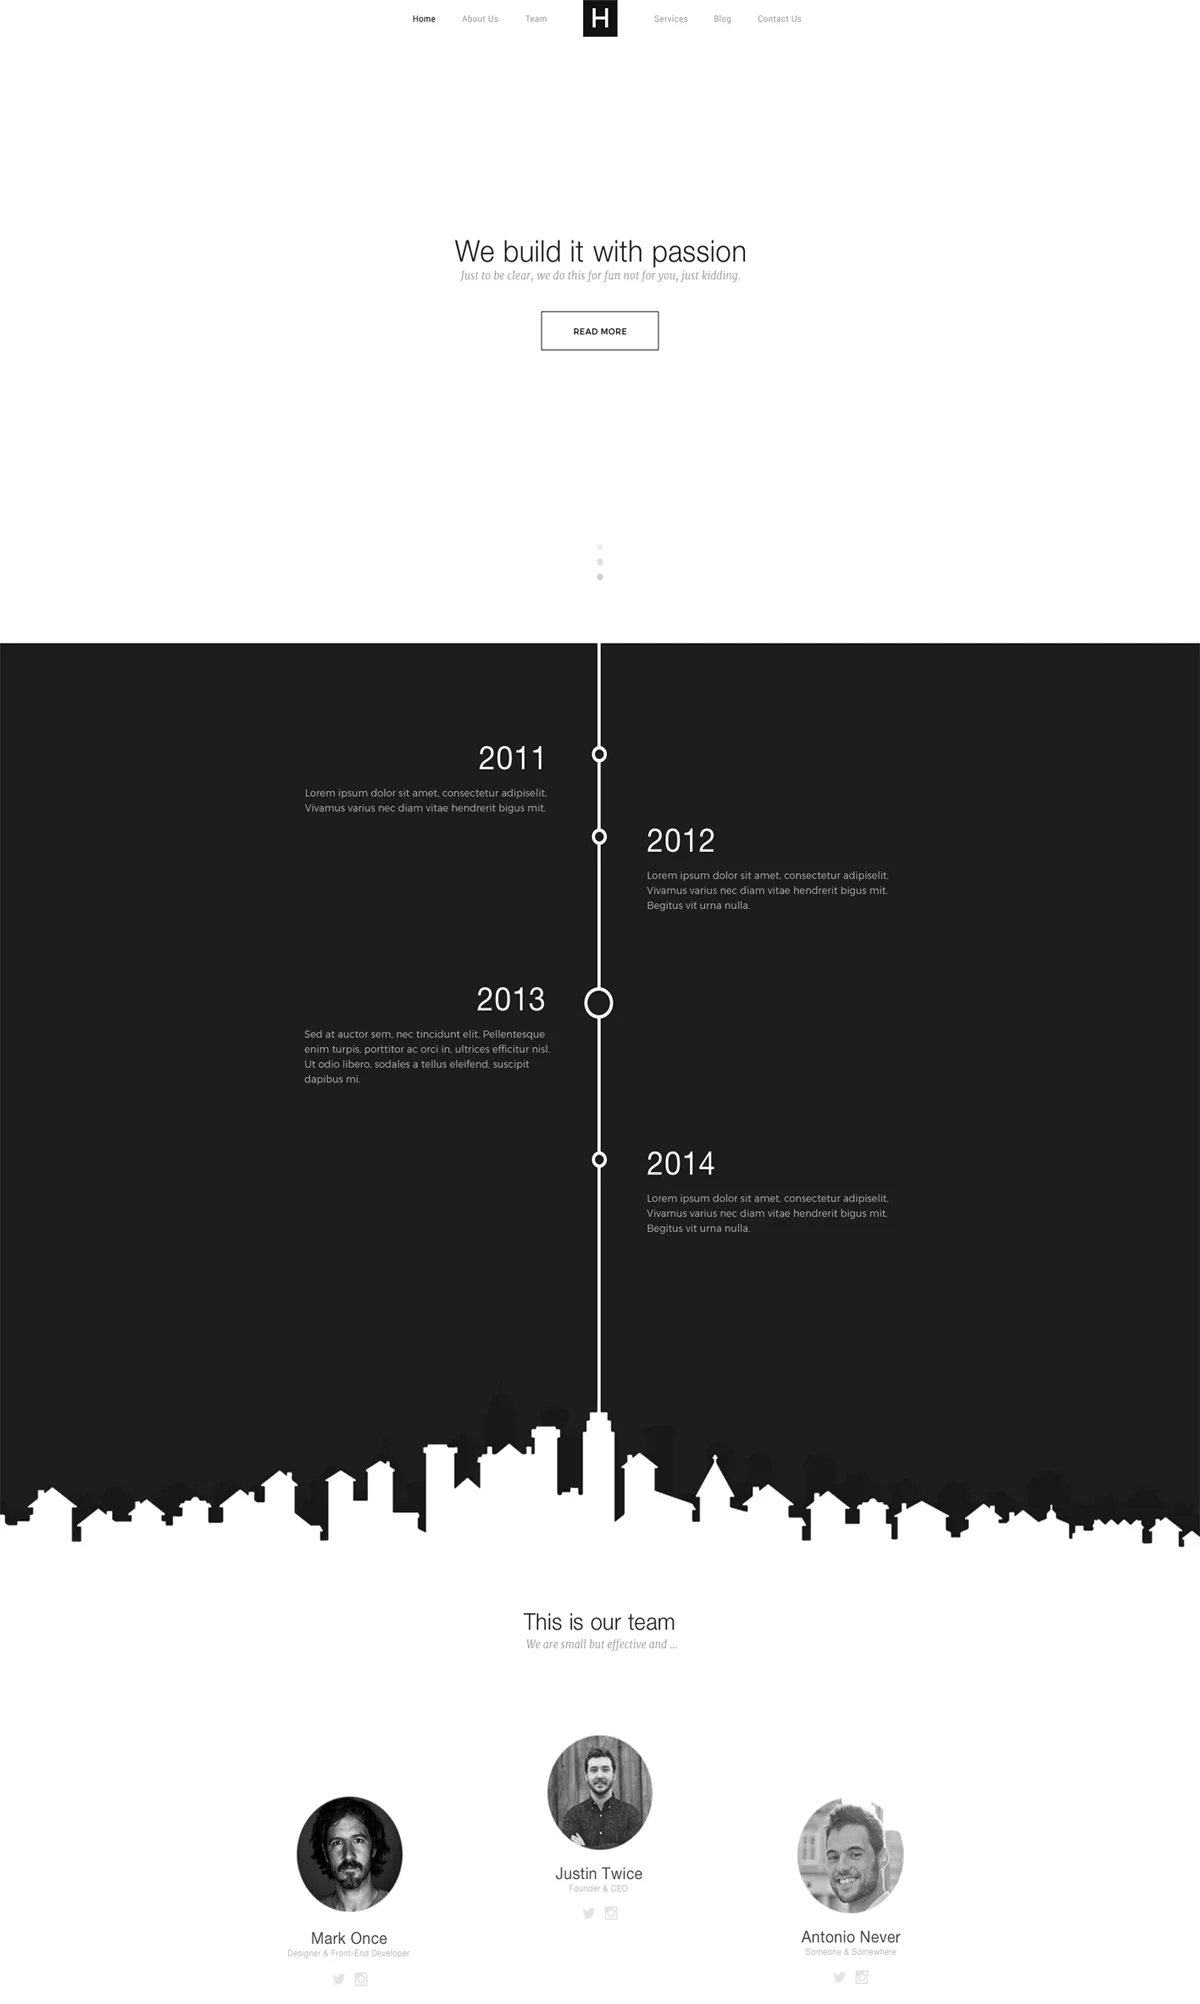 Home About Us Team H Services Blog Contact Us
We build it with passion
Just to be clear, we do this for fun not for you, just kidding.
READ MORE
2011
Lorem ipsum dolor sit amet, consectetur adipiselit.
Vivamus varius nec diam vitae hendrerit bigus mit.
2012
Lorem ipsum dolor sit amet, consectetur adipiselit.
Vivamus varius nec diam vitae hendrerit bigus mit.
Begitus vit urna nulla.
2013
Sed at auctor sem, nec tincidunt elit. Pellentesque
enim turpis, porttitor ac orci in, ultrices efficitur nisl.
Ut odio libero, sodales a tellus eleifend, suscipit
dapibus mi.
2014
Lorem ipsum dolor sit amet, consectetur adipiselit.
Vivamus varius nec diam vitae hendrerit bigus mit.
Begitus vit urna nulla.
This is our team
We are small but effective and ...
Mark Once
Designer & Front-End Developer
Justin Twice
Founder & CEO
Antonio Never
Someone & Somewhere